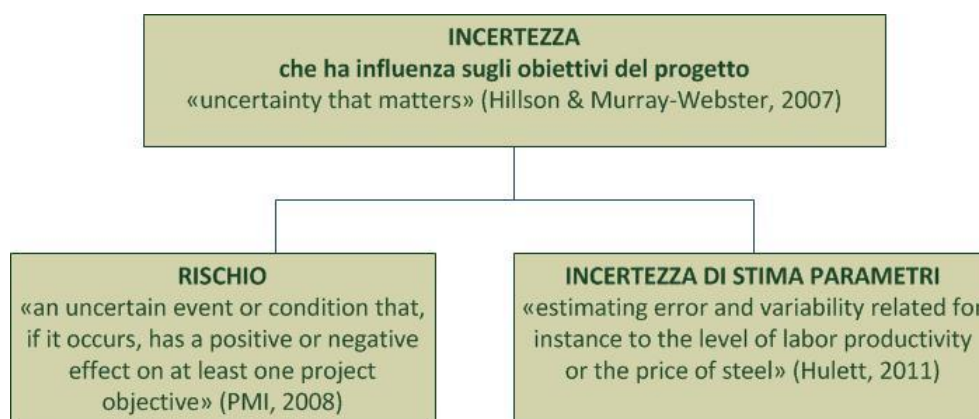 INCERTEZZA
che ha influenza sugli obiettivi del progetto
«uncertainty that matters» (Hillson & Murray-Webster, 2007)
RISCHIO
«an uncertain event or condition that,
if it occurs, has a positive or negative
effect on at least one project
objective» (PMI, 2008)
INCERTEZZA DI STIMA PARAMETRI
«estimating error and variability related for
instance to the level of labor productivity
or the price of steel» (Hulett, 2011)